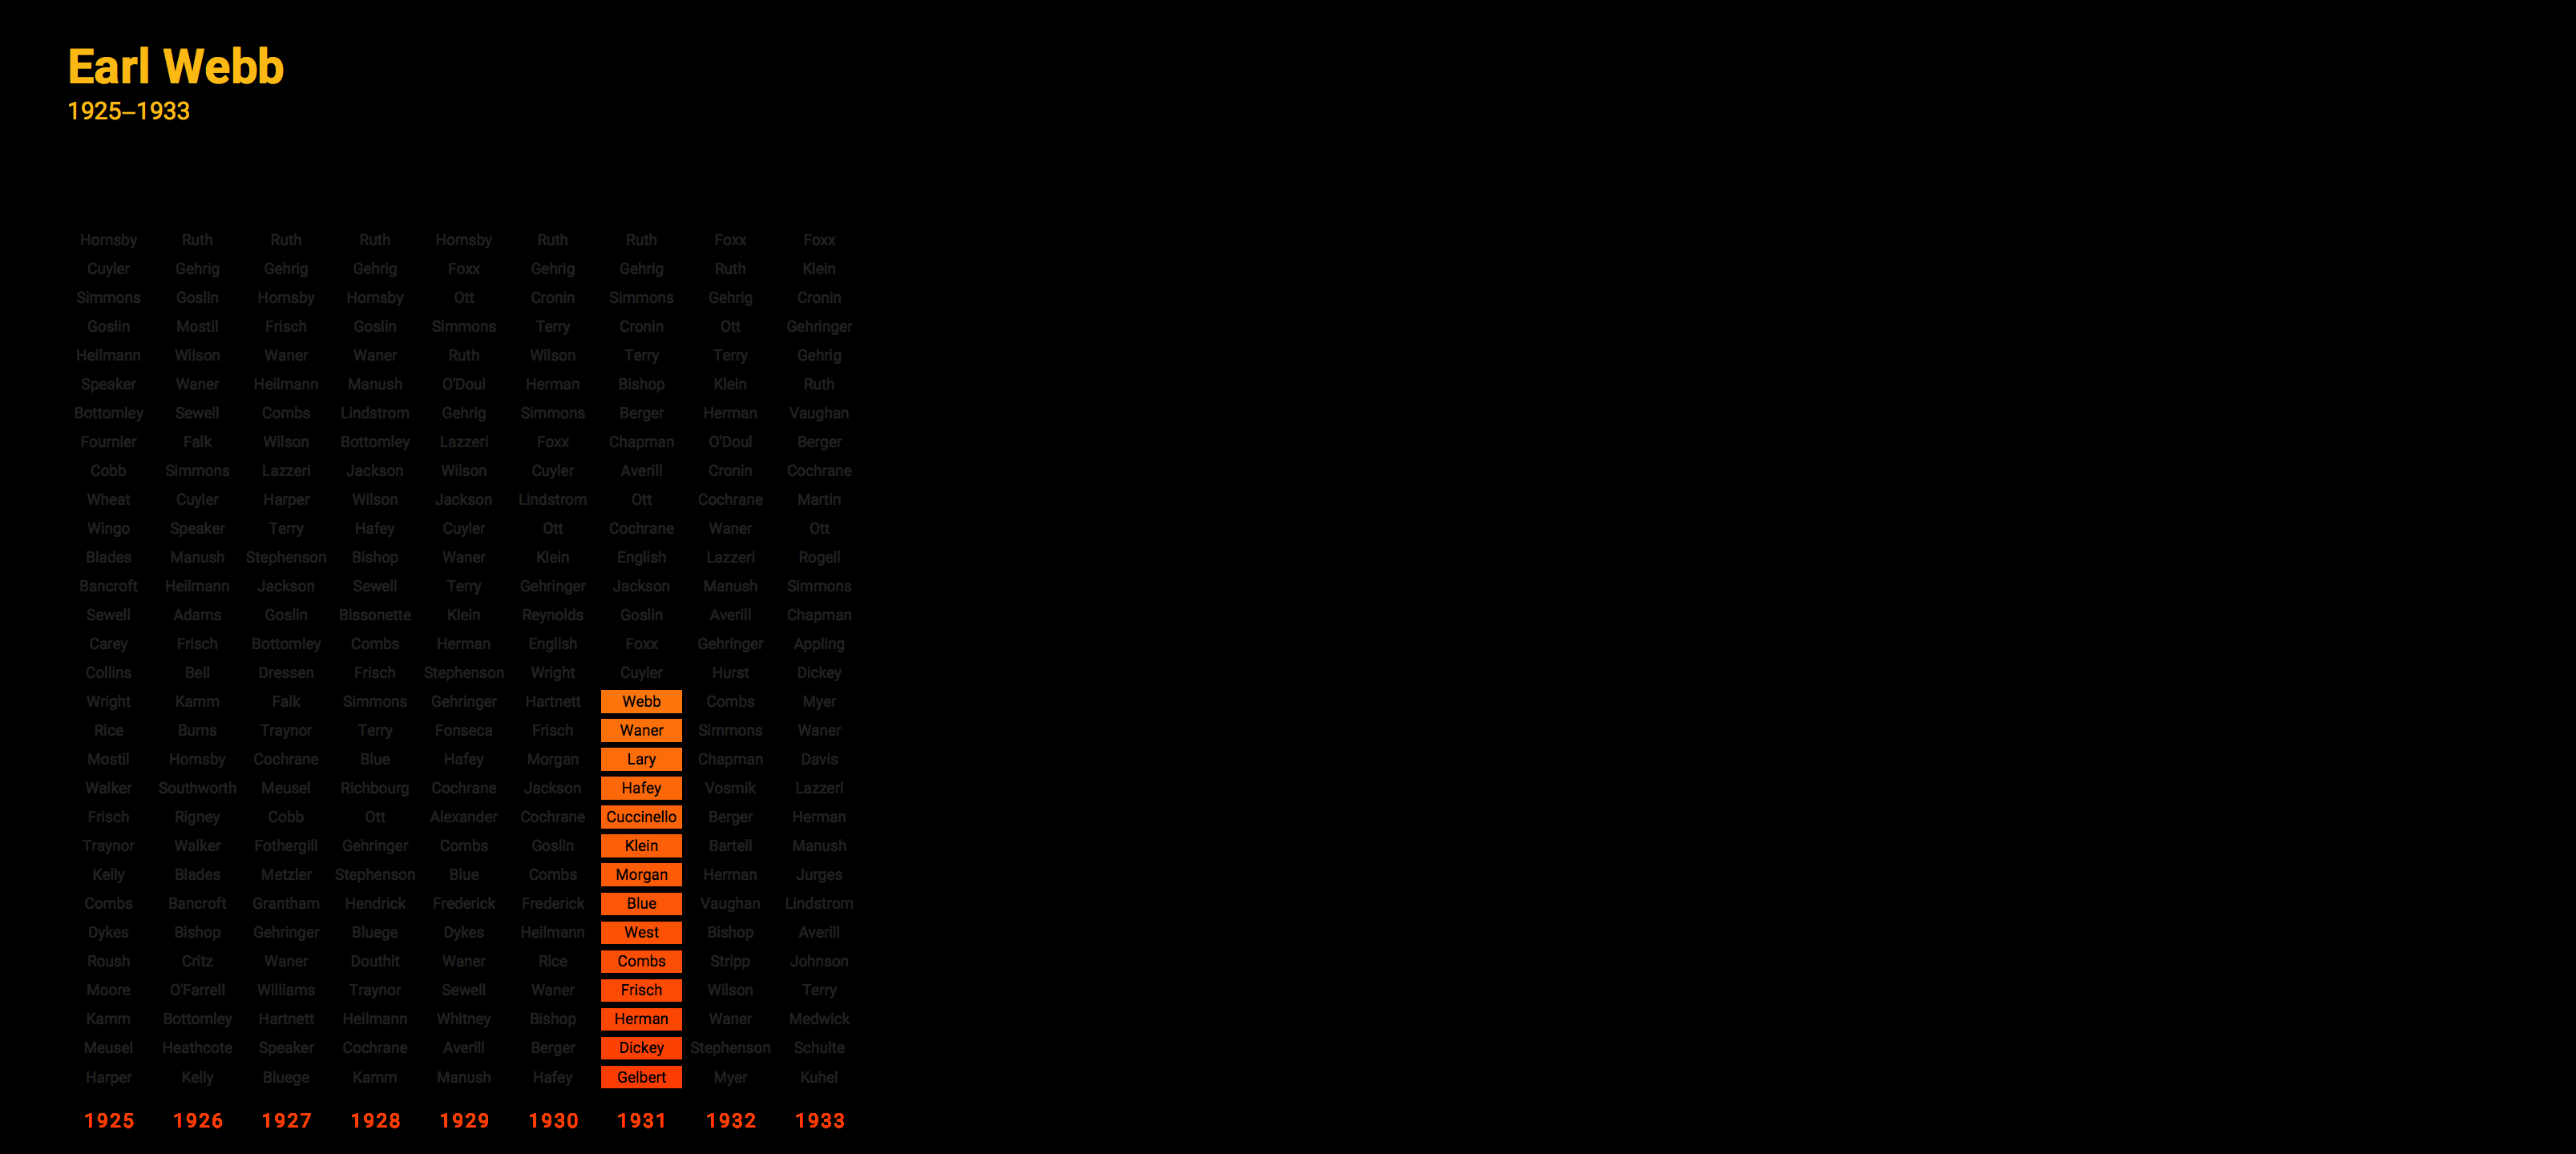 Earl Webb
1925–1933
Hornsby Ruth Ruth Ruth Hornsby Ruth Ruth Foxx Foxx
Cuyler Gehrig Gehrig Gehrig Foxx Gehrig Gehrig Ruth Klein
Simmons Goslin Hornsby Hornsby Ott Cronin Simmons Gehrig Cronin
Goslin Mostil Frisch Goslin Simmons Terry Cronin Ott Gehringer
Heilmann Wilson Waner Waner Ruth Wilson Terry Terry Gehrig
Speaker Waner Heilmann Manush O'Doul Herman Bishop Klein Ruth
Bottomley Sewell Combs Lindstrom Gehrig Simmons Berger Herman Vaughan
Fournier Falk Wilson Bottomley Lazzeri Foxx Chapman O'Doul Berger
Cobb Simmons Lazzeri Jackson Wilson Cuyler Averill Cronin Cochrane
Wheat Cuyler Harper Wilson Jackson Lindstrom Ott Cochrane Martin
Wingo Speaker Terry Hafey Cuyler Ott Cochrane Waner Ott
Blades Manush Stephenson Bishop Waner Klein English Lazzeri Rogell
Bancroft Heilmann Jackson Sewell Terry Gehringer Jackson Manush Simmons
Sewell Adams Goslin Bissonette Klein Reynolds Goslin Averill Chapman
Carey Frisch Bottomley Combs Herman English Foxx Gehringer Appling
Collins Bell Dressen Frisch Stephenson Wright Cuyler Hurst Dickey
Wright Kamm Falk Simmons Gehringer Hartnett Webb Combs Myer
Rice Burns Traynor Terry Fonseca Frisch Waner Simmons Waner
Mostil Hornsby Cochrane Blue Hafey Morgan Lary Chapman Davis
Walker Southworth Meusel Richbourg Cochrane Jackson Hafey Vosmik Lazzeri
Frisch Rigney Cobb Ott Alexander Cochrane Cuccinello Berger Herman
Traynor Walker Fothergill Gehringer Combs Goslin Klein Bartell Manush
Kelly Blades Metzler Stephenson Blue Combs Morgan Herman Jurges
Combs Bancroft Grantham Hendrick Frederick Frederick Blue Vaughan Lindstrom
Dykes Bishop Gehringer Bluege Dykes Heilmann West Bishop Averill
Roush Critz Waner Douthit Waner Rice Combs Stripp Johnson
Moore O'Farrell Williams Traynor Sewell Waner Frisch Wilson Terry
Kamm Bottomley Hartnett Heilmann Whitney Bishop Herman Waner Medwick
Meusel Heathcote Speaker Cochrane Averill Berger Dickey Stephenson Schulte
Harper Kelly Bluege Kamm Manush Hafey Gelbert Myer Kuhel
1925 1926 1927 1928 1929 1930 1931 1932 1933